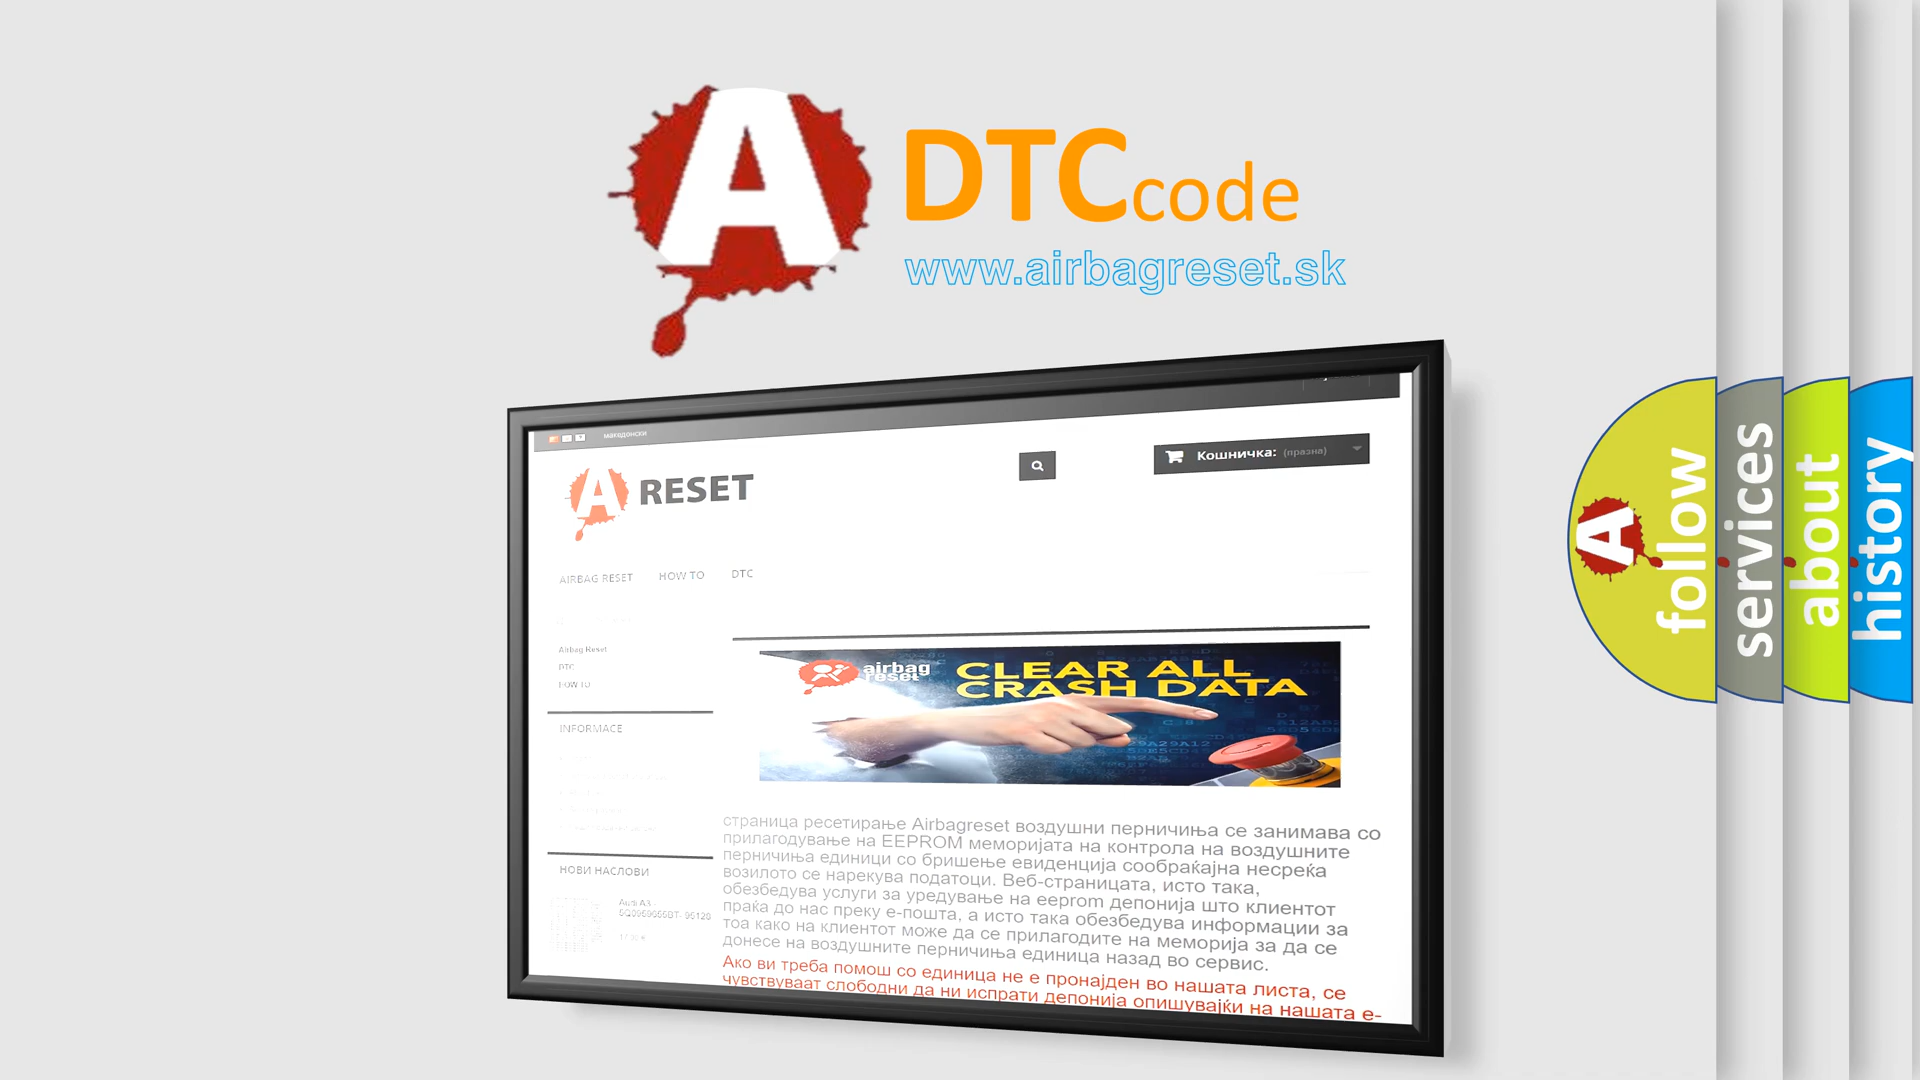 A DTC code
www.airbagreset.sk
македонски
Кошничка: (празна)
A RESET
AIRBAG RESET HOW TO DTC
Airbag Reset
DTC
HOW TO
INFORMACE
НОВИ НАСЛОВИ
Audi A3 -
airbag
reset
CLEAR ALL
CRASH DATA
страница ресетирање Airbagreset воздушни перничиња се занимава со
прилагодување на EEPROM меморијата на контрола на воздушните
перничиња единици со бришење евиденција сообраќајна несреќа
возилото се нарекува податоци. Веб-страницата, исто така,
обезбедува услуги за уредување на eeprom депонија што клиентот
праќа до нас преку е-пошта, а исто така обезбедува информации за
тоа како на клиентот може да се прилагодите на меморија за да се
донесе на воздушните перничиња единица назад во сервис.
Ако ви треба помош со единица не е пронајден во нашата листа, се
чувствуваат слободни да ни испрати депонија опишувајќи на нашата е-
A follow
services
about
history